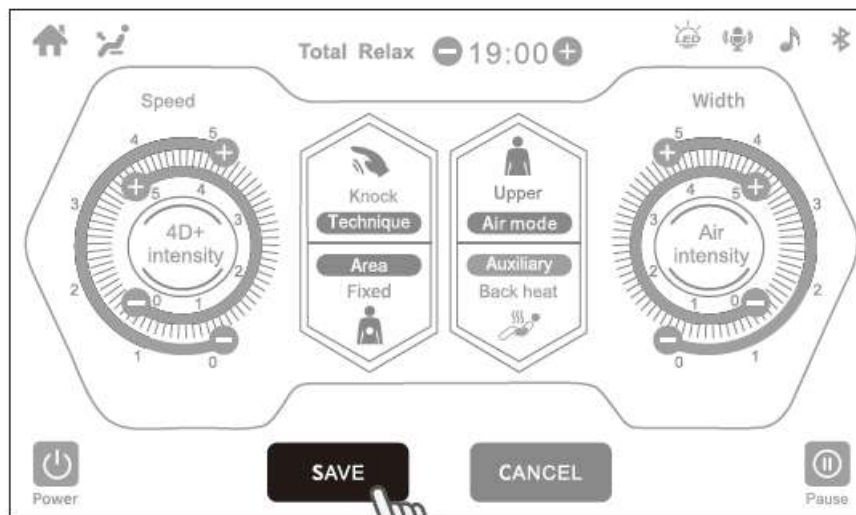 LED
Total Relax 19:00
Speed
Width
5
4
3
2
1
0
5
4
3
2
1
0
4D+
intensity
Knock
Technique
Area
Fixed
Upper
Air mode
Auxiliary
Back heat
5
4
3
2
1
0
5
4
3
2
1
0
Air
intensity
Power
SAVE
CANCEL
Pause